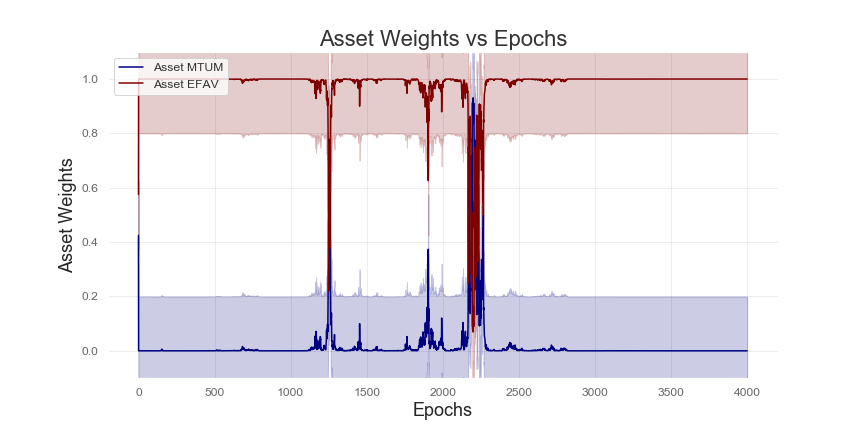 Asset Weights vs Epochs
Asset MTUM
Asset EFAV
Asset Weights
1.0
0.8
0.6
0.4
0.2
0.0
0 500 1000 1500 2000 2500 3000 3500 4000
Epochs